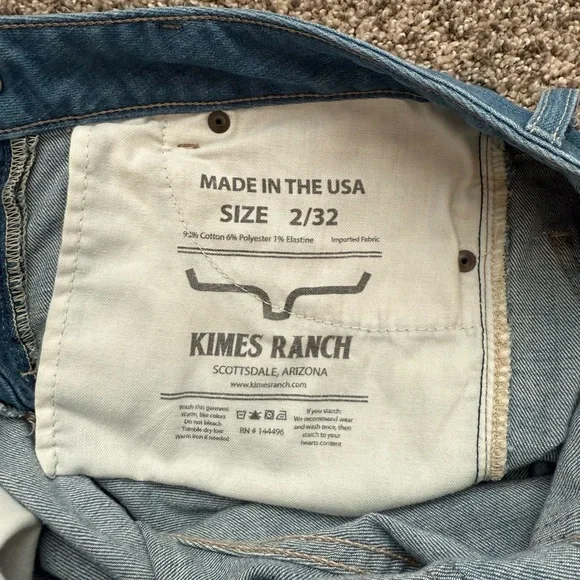 MADE IN THE USA
SIZE 2/32
92% Cotton 6% Polyester 1% Elastine Imported Fabric
KIMES RANCH
SCOTTSDALE, ARIZONA
www.kimesranch.com
Wash this garment
Warm, like colors
Do not bleach
Tumble dry low
Warm iron if needed
RN # 144496
If you starch:
We recommend wear
and wash once, then
starch to your
hearts content